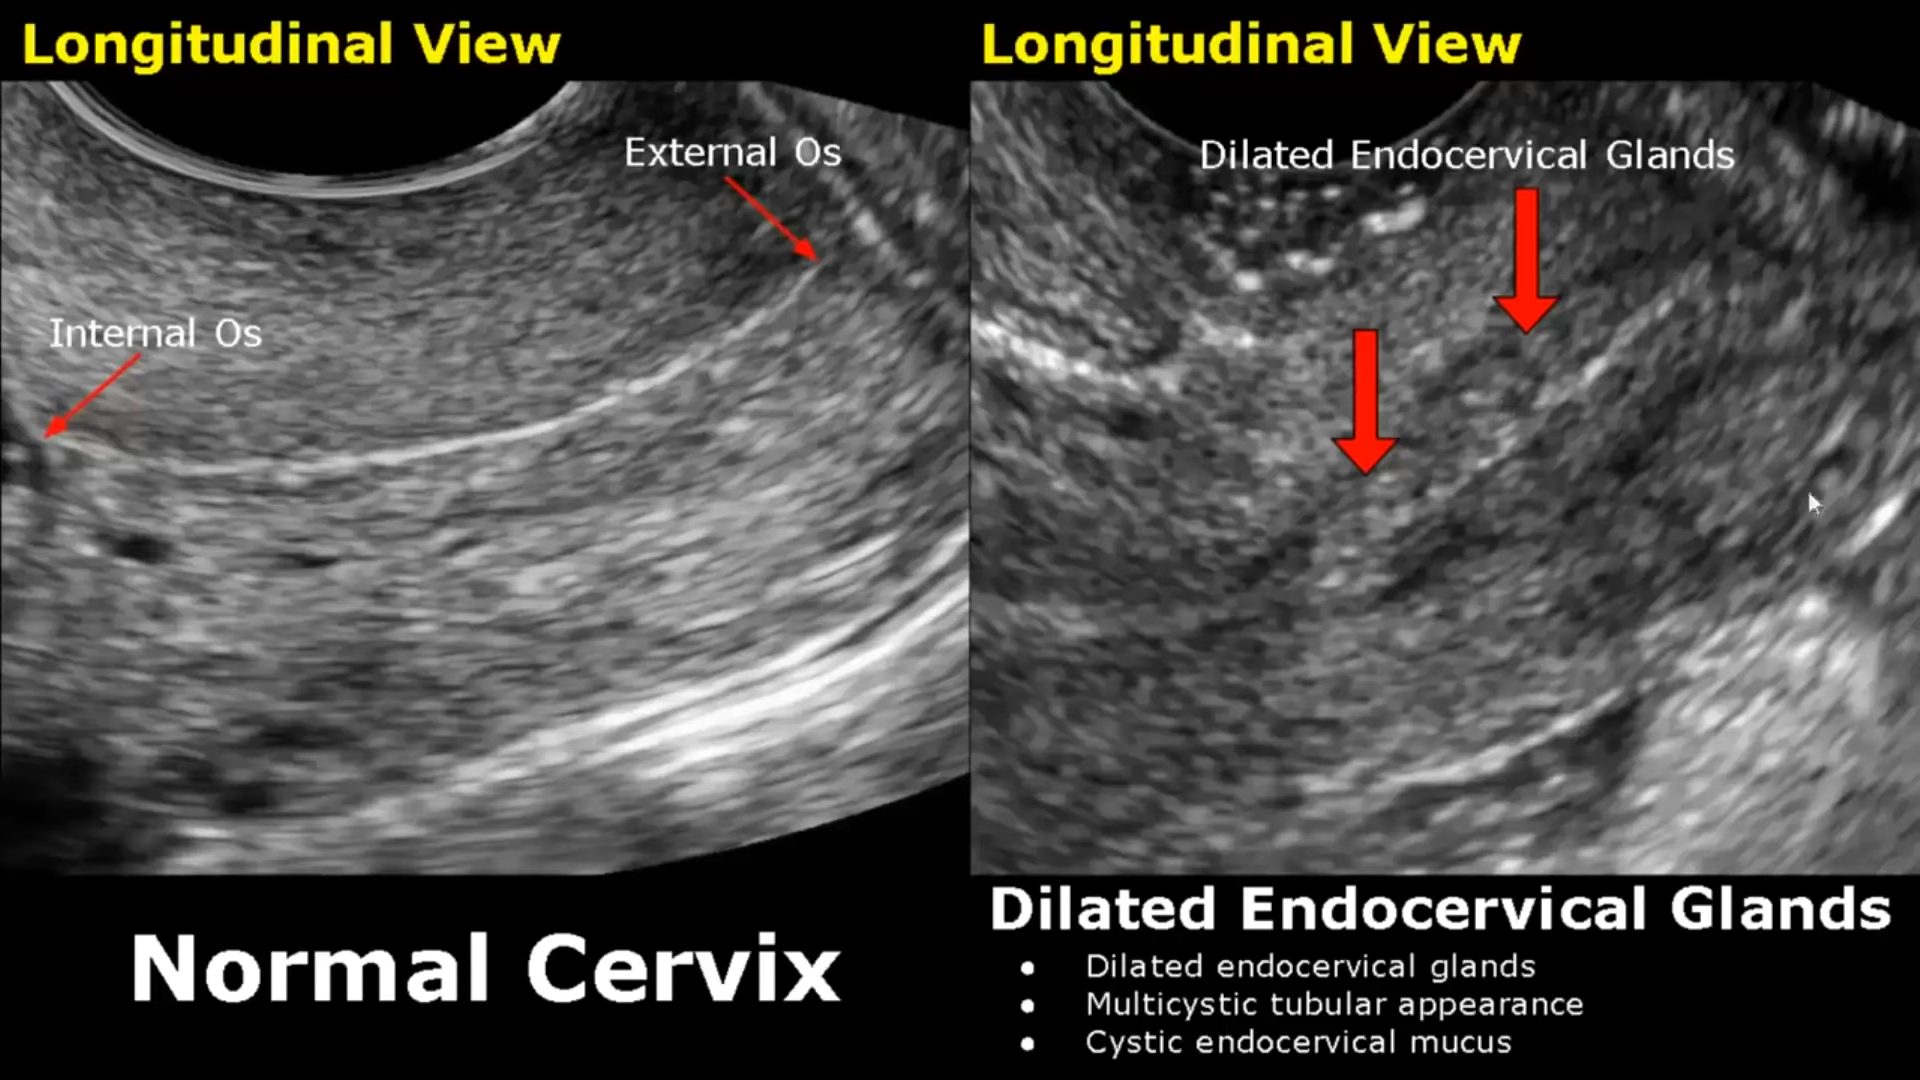 Longitudinal View
External Os
Internal Os
Normal Cervix
Longitudinal View
Dilated Endocervical Glands
Dilated Endocervical Glands
• Dilated endocervical glands
• Multicystic tubular appearance
• Cystic endocervical mucus